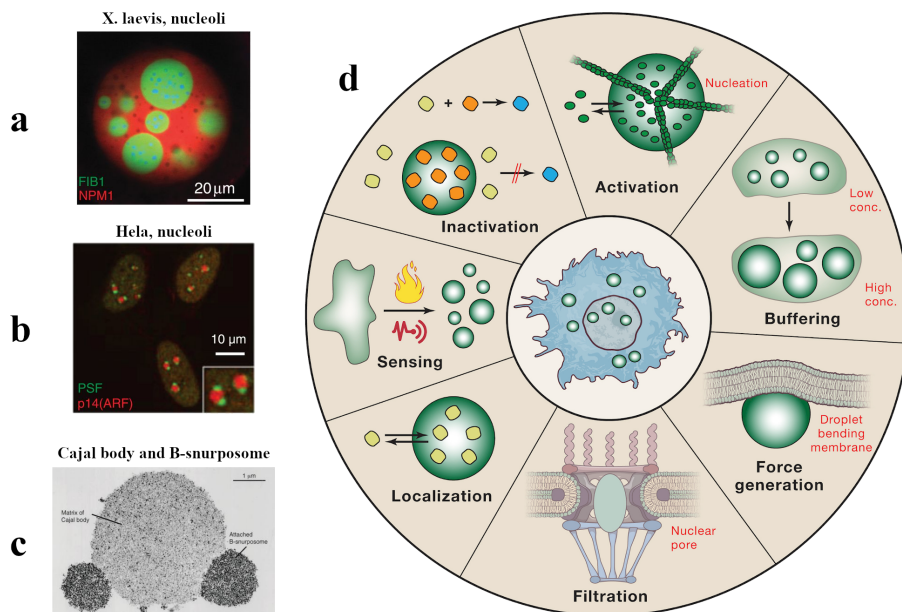 X. laevis, nucleoli
a
FIB1
NPM1
20 μm
Hela, nucleoli
b
10 μm
PSF
p14(ARF)
Cajal body and B-snurposome
c
1 μm
Matrix of
Cajal body
Attached
B-snurposome
d
Nucleation
Activation
+
Inactivation
Low
conc.
High
conc.
Buffering
Sensing
Droplet
bending
membrane
Force
generation
Localization
Nuclear
pore
Filtration